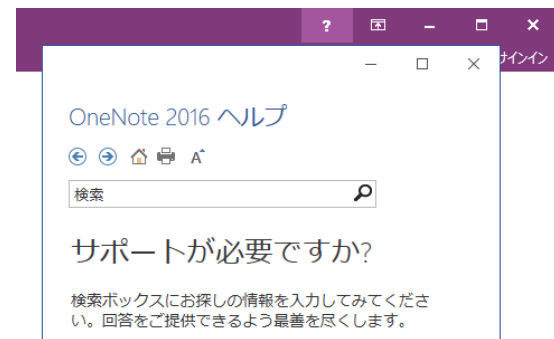 ?
サインイン
OneNote 2016 ヘルプ
A
検索
サポートが必要ですか?
検索ボックスにお探しの情報を入力してみてくださ
い。回答をご提供できるよう最善を尽くします。